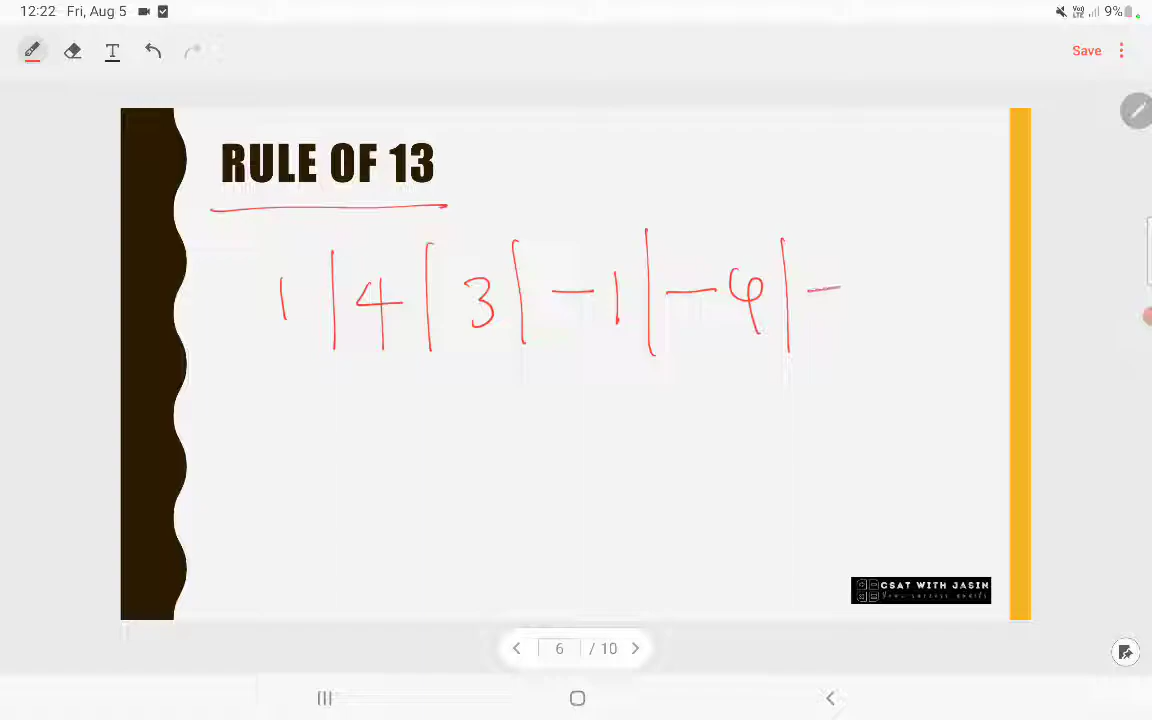 12:22 Fri, Aug 5 9%
T Save
RULE OF 13
1 | 4 | 3 | -1 | -4 | -
CSAT WITH JASIN
6 / 10